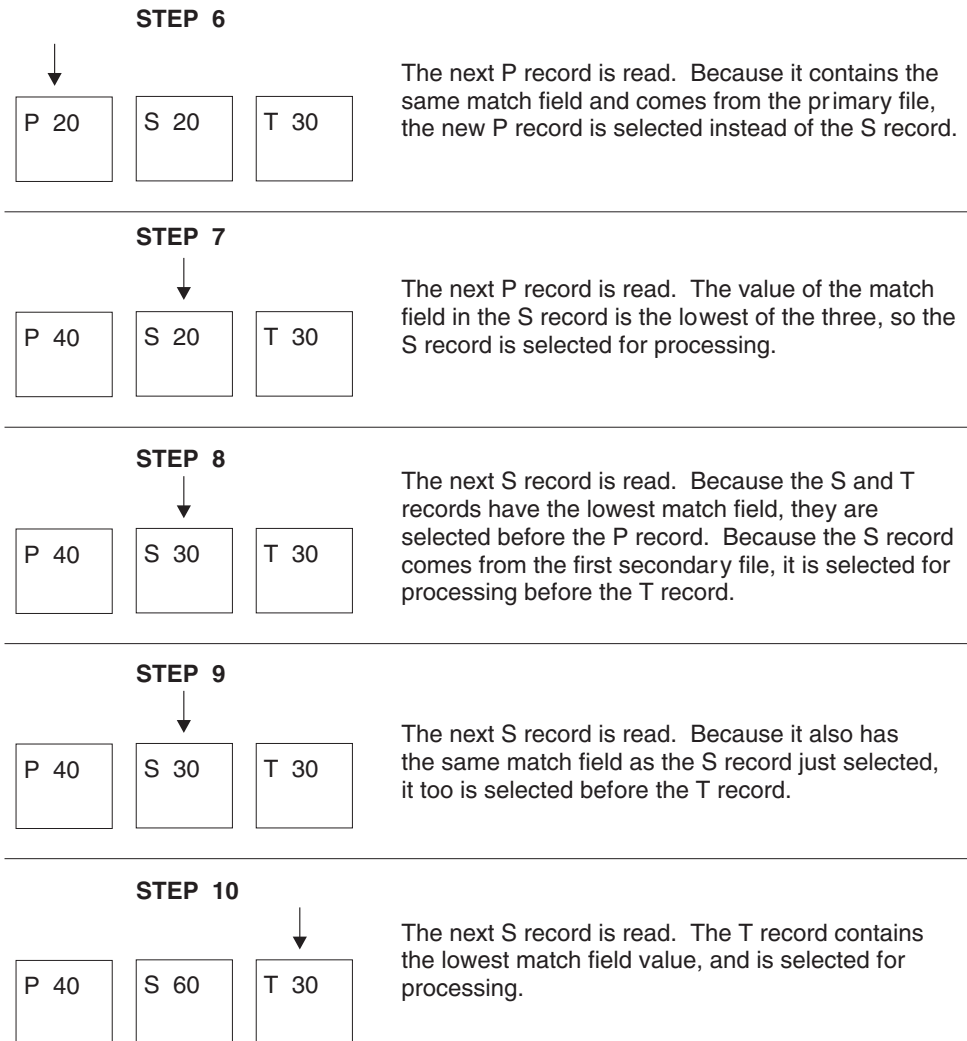 STEP 6
P 20
S 20
T 30
The next P record is read. Because it contains the
same match field and comes from the primary file,
the new P record is selected instead of the S record.
STEP 7
P 40
S 20
T 30
The next P record is read. The value of the match
field in the S record is the lowest of the three, so the
S record is selected for processing.
STEP 8
P 40
S 30
T 30
The next S record is read. Because the S and T
records have the lowest match field, they are
selected before the P record. Because the S record
comes from the first secondary file, it is selected for
processing before the T record.
STEP 9
P 40
S 30
T 30
The next S record is read. Because it also has
the same match field as the S record just selected,
it too is selected before the T record.
STEP 10
P 40
S 60
T 30
The next S record is read. The T record contains
the lowest match field value, and is selected for
processing.